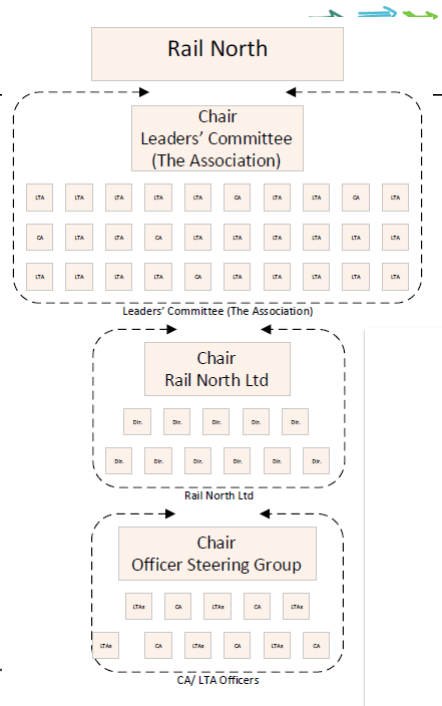 Rail North
Chair
Leaders' Committee
(The Association)
LTA LTA LTA LTA LTA CA LTA LTA CA LTA
CA LTA LTA CA LTA LTA LTA LTA LTA LTA
LTA LTA LTA LTA CA LTA LTA LTA LTA LTA
Leaders' Committee (The Association)
Chair
Rail North Ltd
Dir. Dir. Dir. Dir. Dir.
Dir. Dir. Dir. Dir. Dir. Dir.
Rail North Ltd
Chair
Officer Steering Group
LTAs CA LTAs CA LTAs
LTAs CA LTAs CA LTAs CA
CA/ LTA Officers